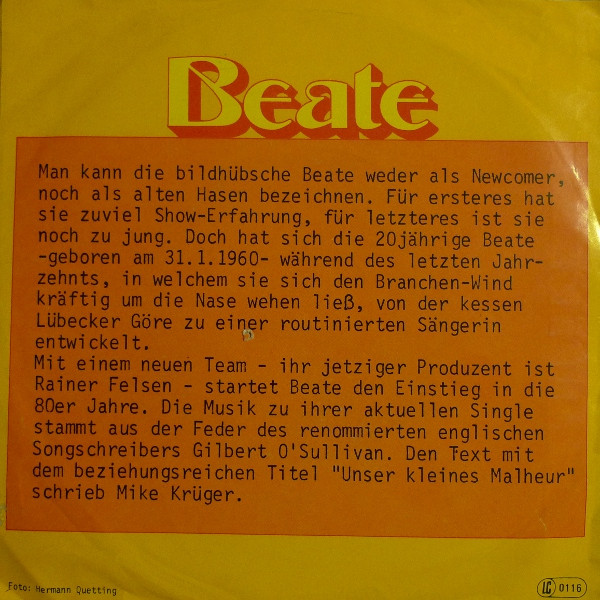 Beate
Man kann die bildhübsche Beate weder als Newcomer,
noch als alten Hasen bezeichnen. Für ersteres hat
sie zuviel Show-Erfahrung, für letzteres ist sie
noch zu jung. Doch hat sich die 20jährige Beate
-geboren am 31.1.1960- während des letzten Jahr-
zehnts, in welchem sie sich den Branchen-Wind
kräftig um die Nase wehen ließ, von der kessen
Lübecker Göre zu einer routinierten Sängerin
entwickelt.
Mit einem neuen Team - ihr jetziger Produzent ist
Rainer Felsen - startet Beate den Einstieg in die
80er Jahre. Die Musik zu ihrer aktuellen Single
stammt aus der Feder des renommierten englischen
Songschreibers Gilbert O'Sullivan. Den Text mit
dem beziehungsreichen Titel "Unser kleines Malheur"
schrieb Mike Krüger.
Foto: Hermann Quetting
LC 0116